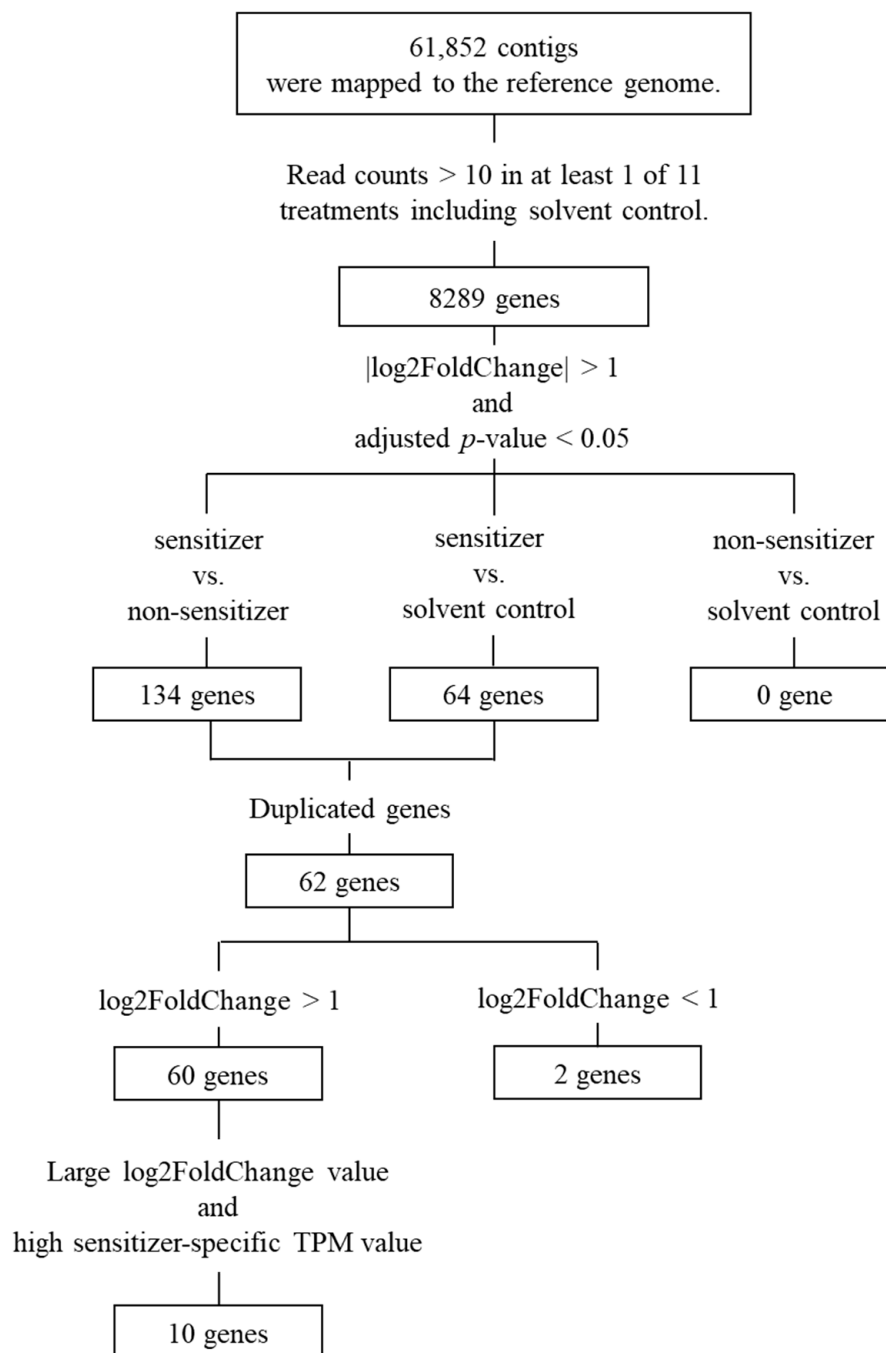 61,852 contigs
were mapped to the reference genome.
Read counts > 10 in at least 1 of 11
treatments including solvent control.
8289 genes
|log2FoldChange| > 1
and
adjusted p-value < 0.05
sensitizer
vs.
non-sensitizer
sensitizer
vs.
solvent control
non-sensitizer
vs.
solvent control
134 genes
64 genes
0 gene
Duplicated genes
62 genes
log2FoldChange > 1
log2FoldChange < 1
60 genes
2 genes
Large log2FoldChange value
and
high sensitizer-specific TPM value
10 genes